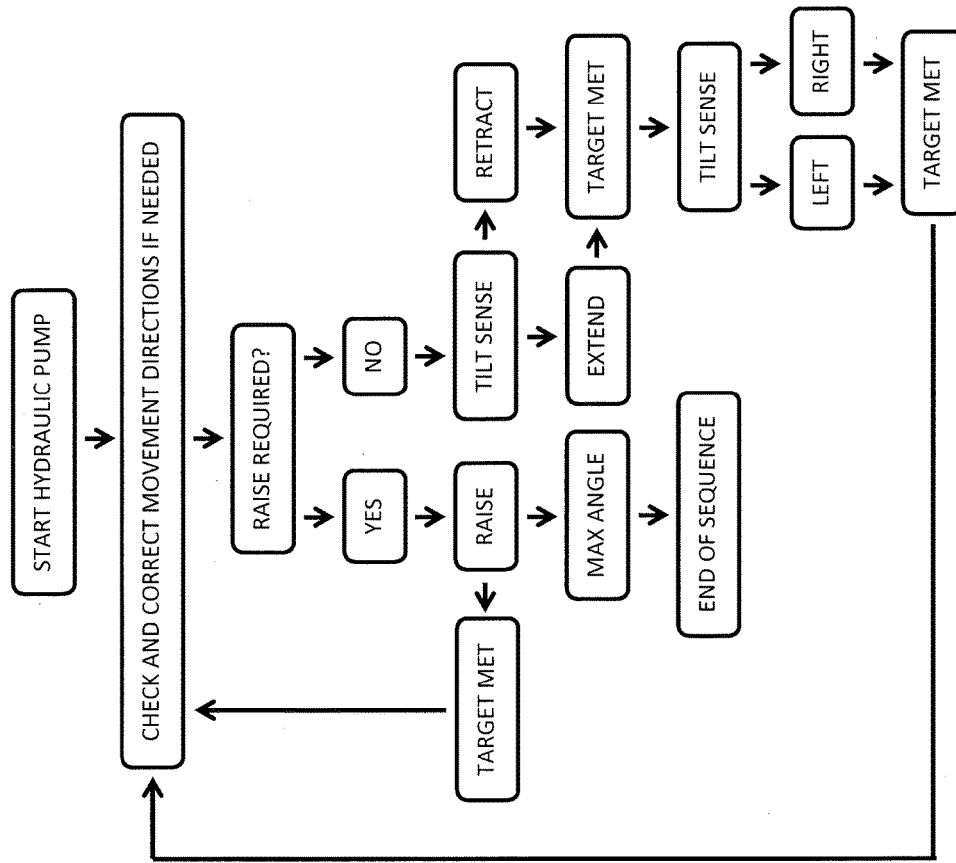 START HYDRAULIC PUMP
CHECK AND CORRECT MOVEMENT DIRECTIONS IF NEEDED
RAISE REQUIRED?
YES
NO
TARGET MET
RAISE
TILT SENSE
RETRACT
MAX ANGLE
EXTEND
TARGET MET
END OF SEQUENCE
TILT SENSE
LEFT
RIGHT
TARGET MET